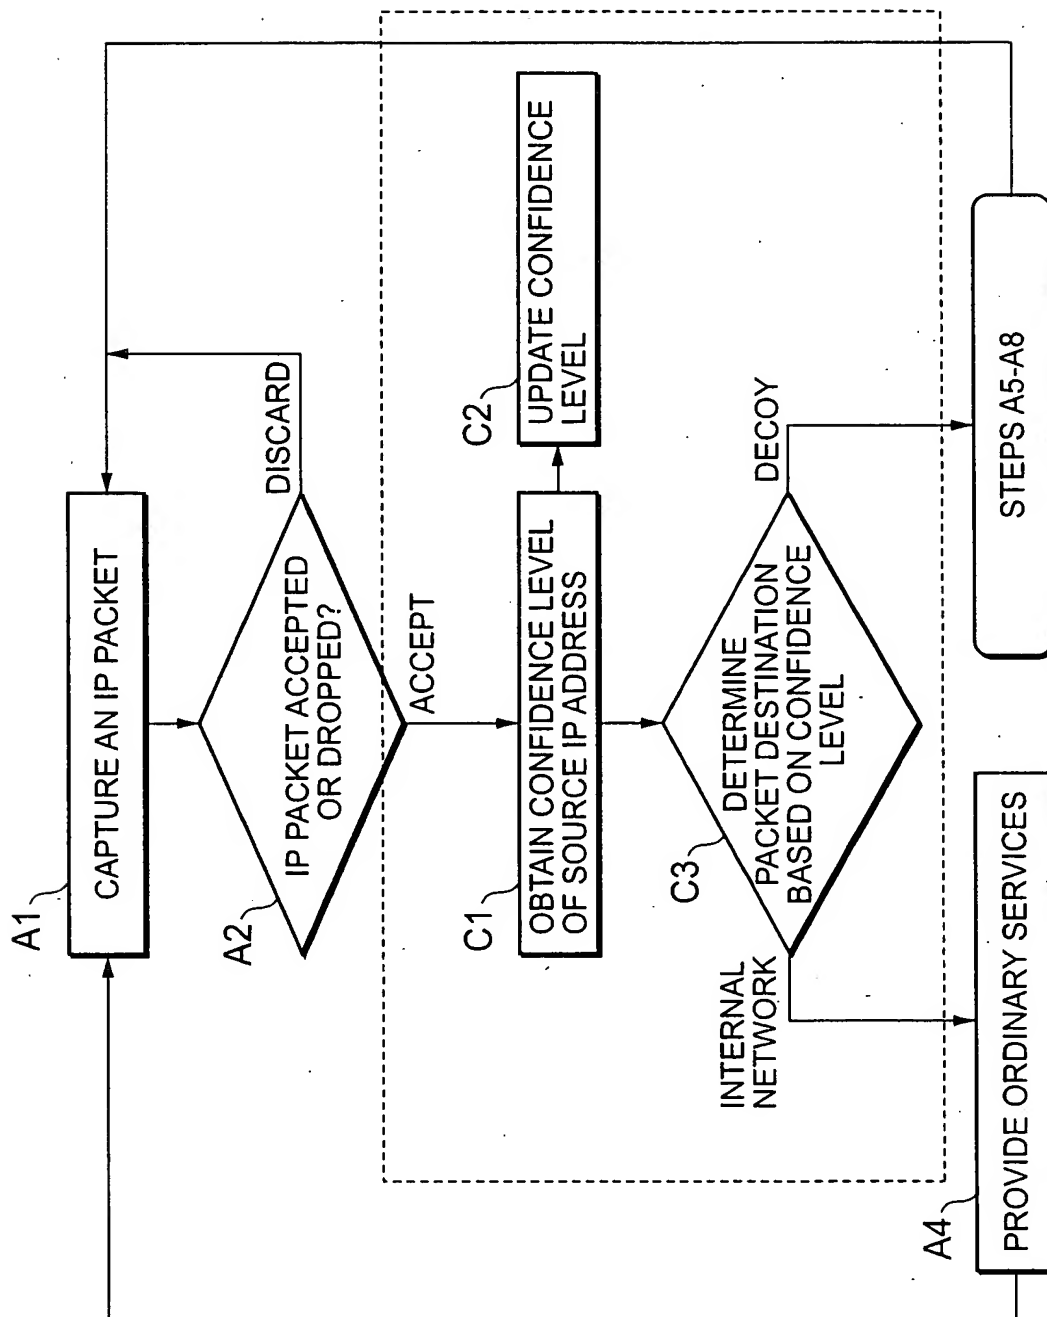 A1
CAPTURE AN IP PACKET
A2
IP PACKET ACCEPTED
OR DROPPED?
DISCARD
ACCEPT
C1
OBTAIN CONFIDENCE LEVEL
OF SOURCE IP ADDRESS
C2
UPDATE CONFIDENCE
LEVEL
C3
DETERMINE
PACKET DESTINATION
BASED ON CONFIDENCE
LEVEL
INTERNAL
NETWORK
DECOY
A4
PROVIDE ORDINARY SERVICES
STEPS A5-A8